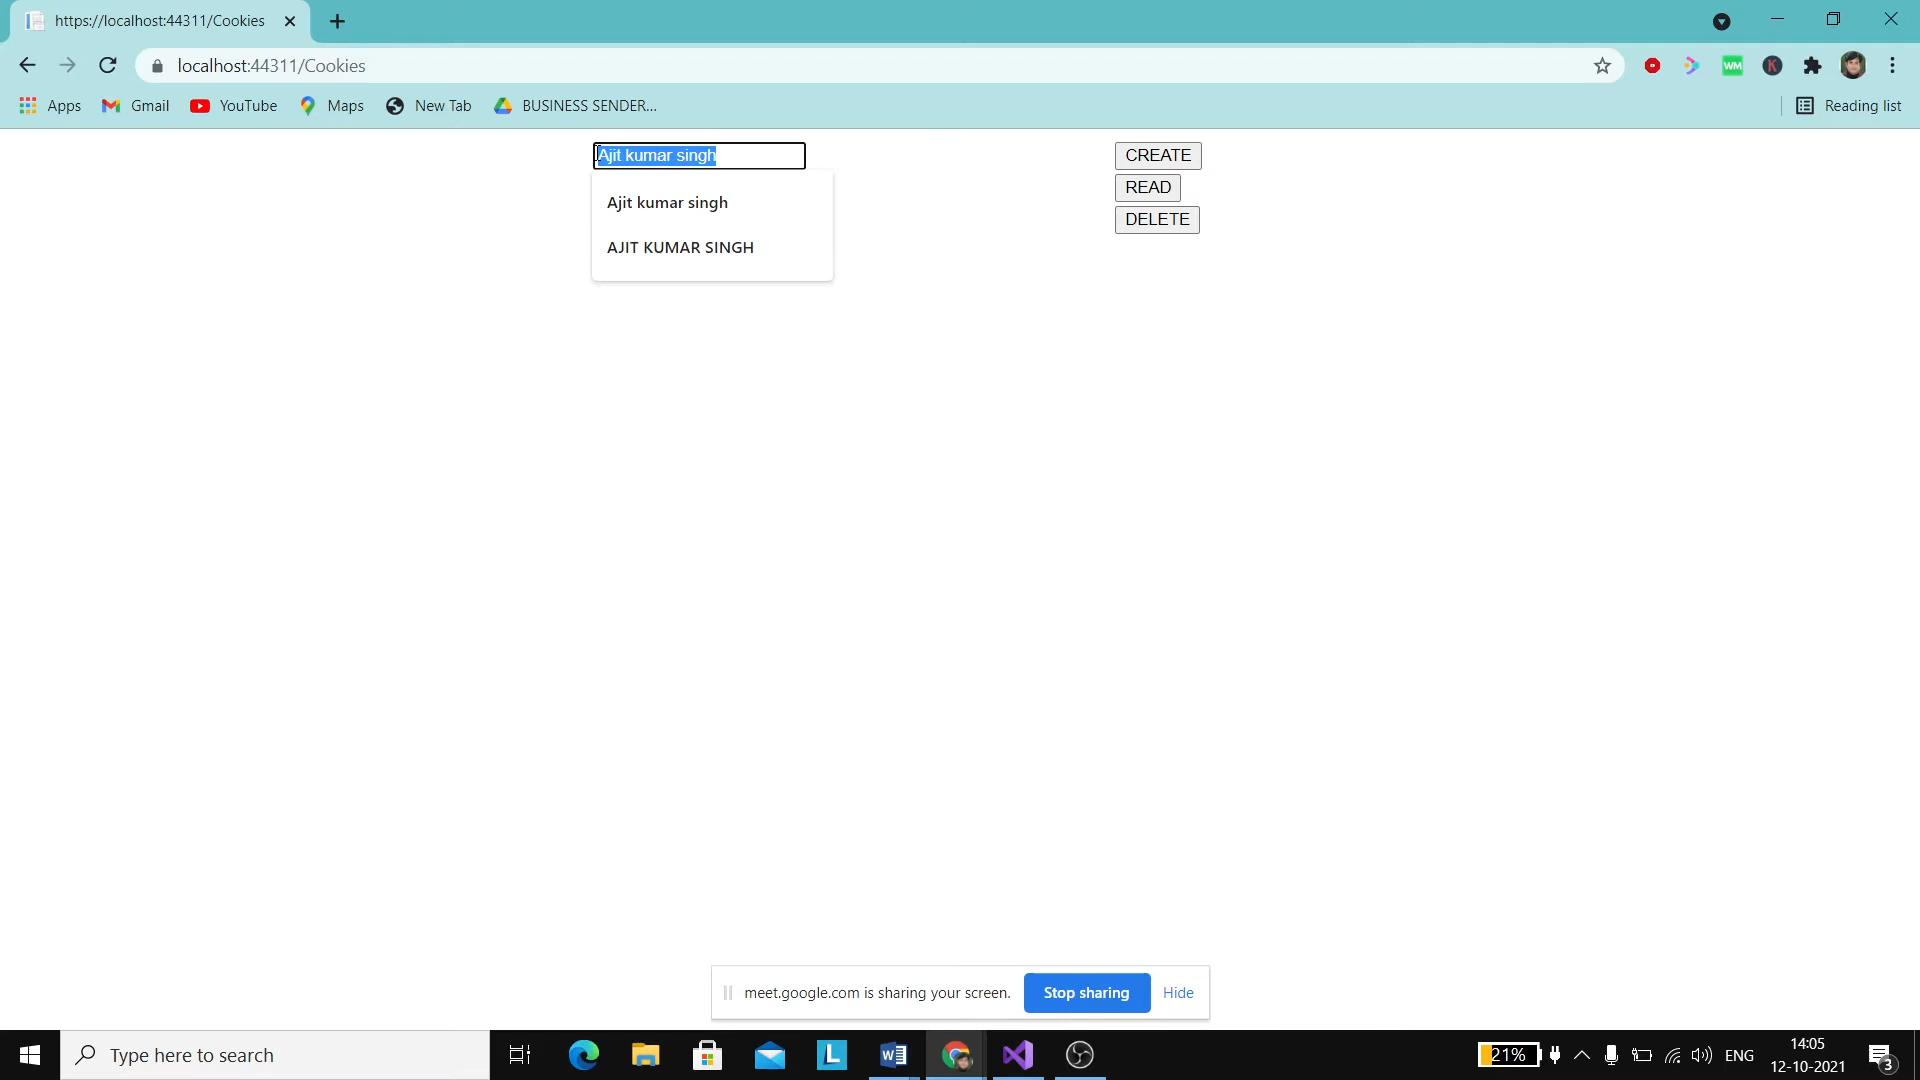 https://localhost:44311/Cookies
localhost:44311/Cookies
Apps Gmail YouTube Maps New Tab BUSINESS SENDER... Reading list
WM K
Ajit kumar singh CREATE
READ
Ajit kumar singh
DELETE
AJIT KUMAR SINGH
meet.google.com is sharing your screen. Stop sharing Hide
Type here to search L W 21% ENG 14:05
12-10-2021 3